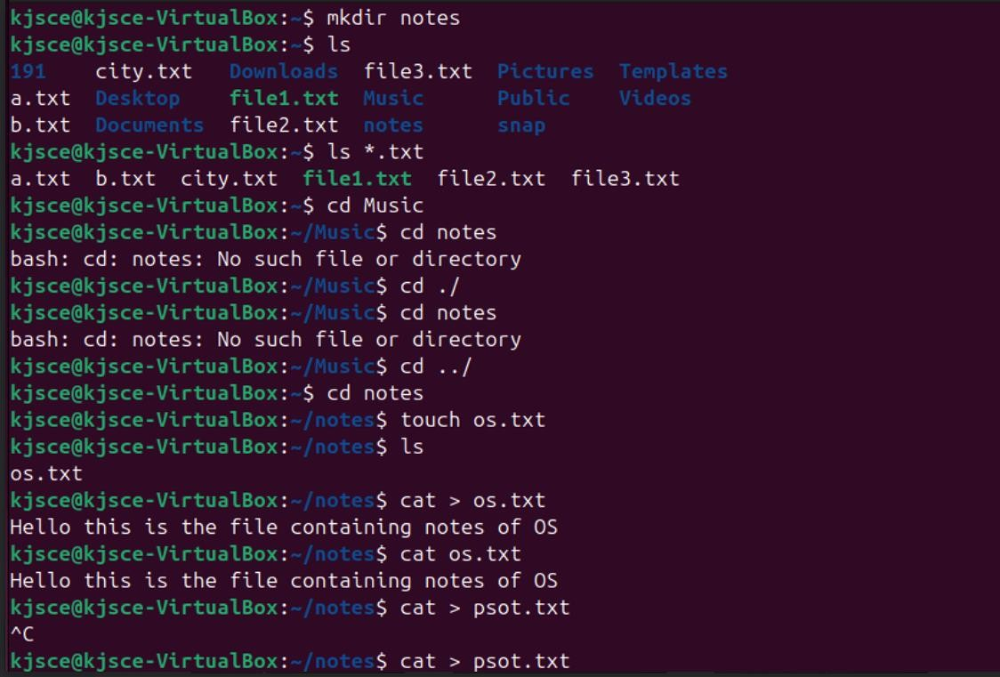 kjsce@kjsce-VirtualBox:~$ mkdir notes
kjsce@kjsce-VirtualBox:~$ ls
191    city.txt   Downloads  file3.txt  Pictures  Templates
a.txt  Desktop    file1.txt  Music      Public    Videos
b.txt  Documents  file2.txt  notes      snap
kjsce@kjsce-VirtualBox:~$ ls *.txt
a.txt  b.txt  city.txt  file1.txt  file2.txt  file3.txt
kjsce@kjsce-VirtualBox:~$ cd Music
kjsce@kjsce-VirtualBox:~/Music$ cd notes
bash: cd: notes: No such file or directory
kjsce@kjsce-VirtualBox:~/Music$ cd ./
kjsce@kjsce-VirtualBox:~/Music$ cd notes
bash: cd: notes: No such file or directory
kjsce@kjsce-VirtualBox:~/Music$ cd ../
kjsce@kjsce-VirtualBox:~$ cd notes
kjsce@kjsce-VirtualBox:~/notes$ touch os.txt
kjsce@kjsce-VirtualBox:~/notes$ ls
os.txt
kjsce@kjsce-VirtualBox:~/notes$ cat > os.txt
Hello this is the file containing notes of OS
kjsce@kjsce-VirtualBox:~/notes$ cat os.txt
Hello this is the file containing notes of OS
kjsce@kjsce-VirtualBox:~/notes$ cat > psot.txt
^C
kjsce@kjsce-VirtualBox:~/notes$ cat > psot.txt